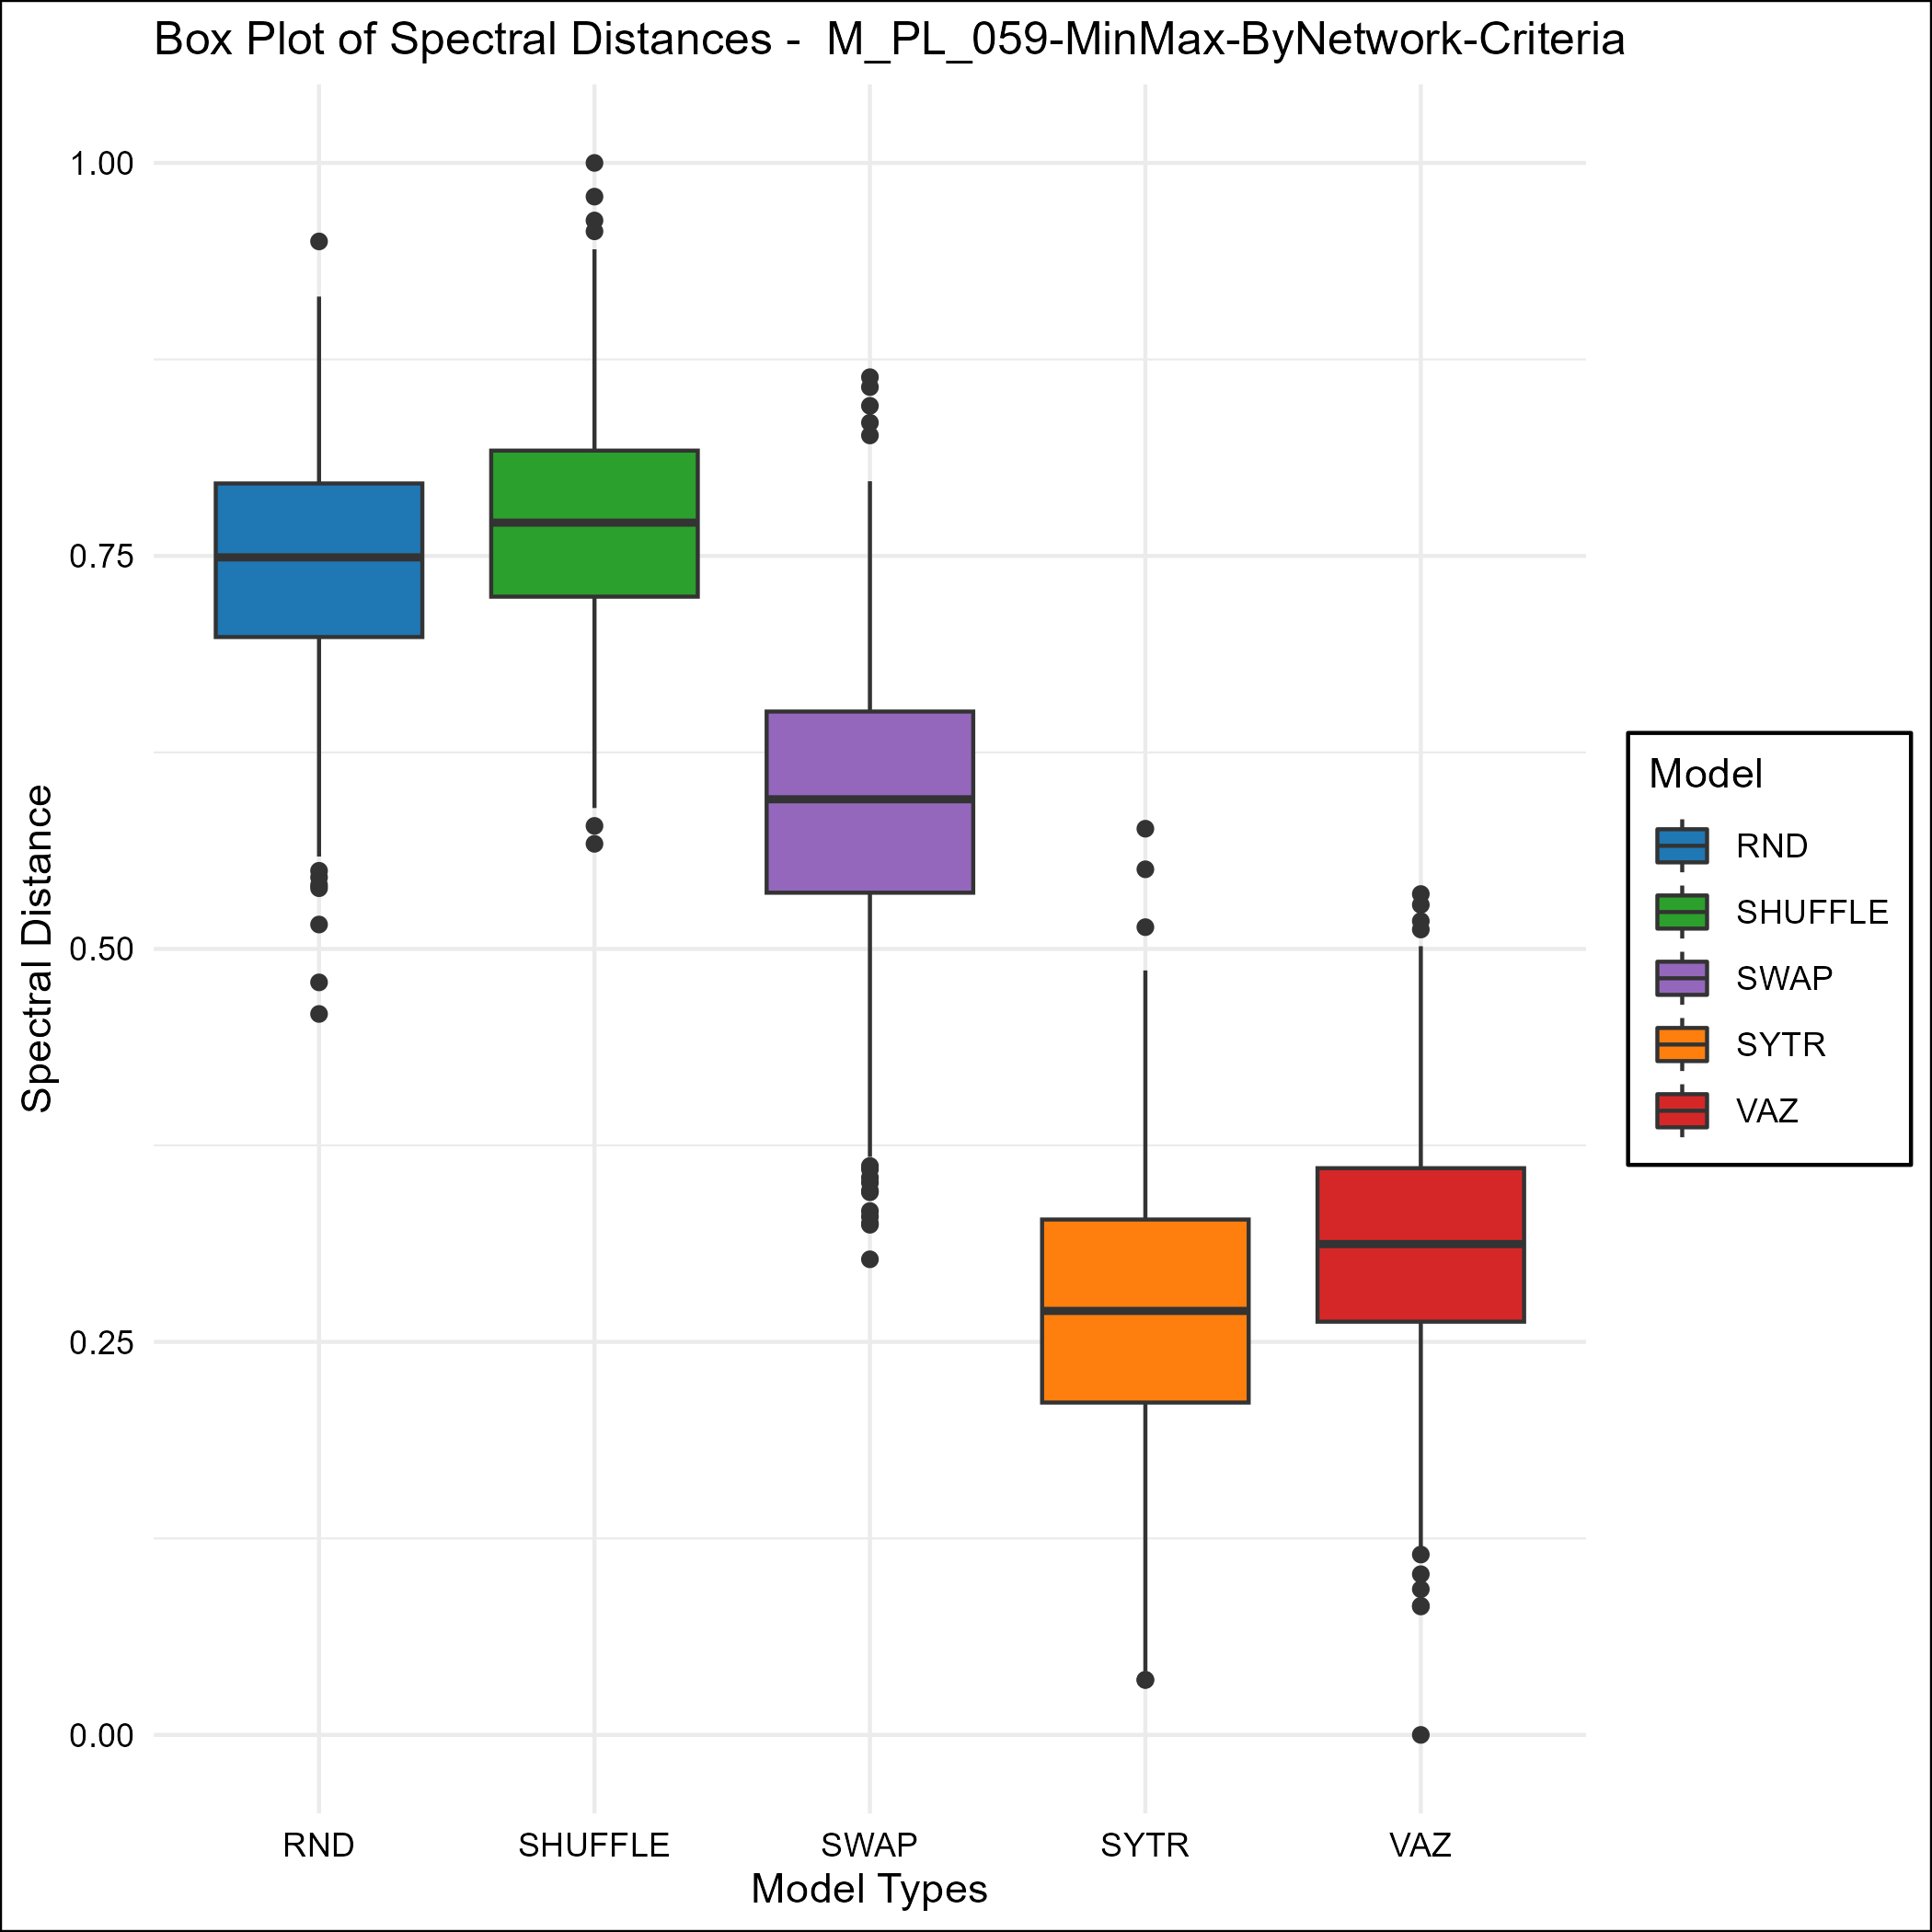 Box Plot of Spectral Distances -  M_PL_059-MinMax-ByNetwork-Criteria
1.00
0.75
0.50
0.25
0.00
Spectral Distance
RND
SHUFFLE
SWAP
SYTR
VAZ
Model Types
Model
RND
SHUFFLE
SWAP
SYTR
VAZ